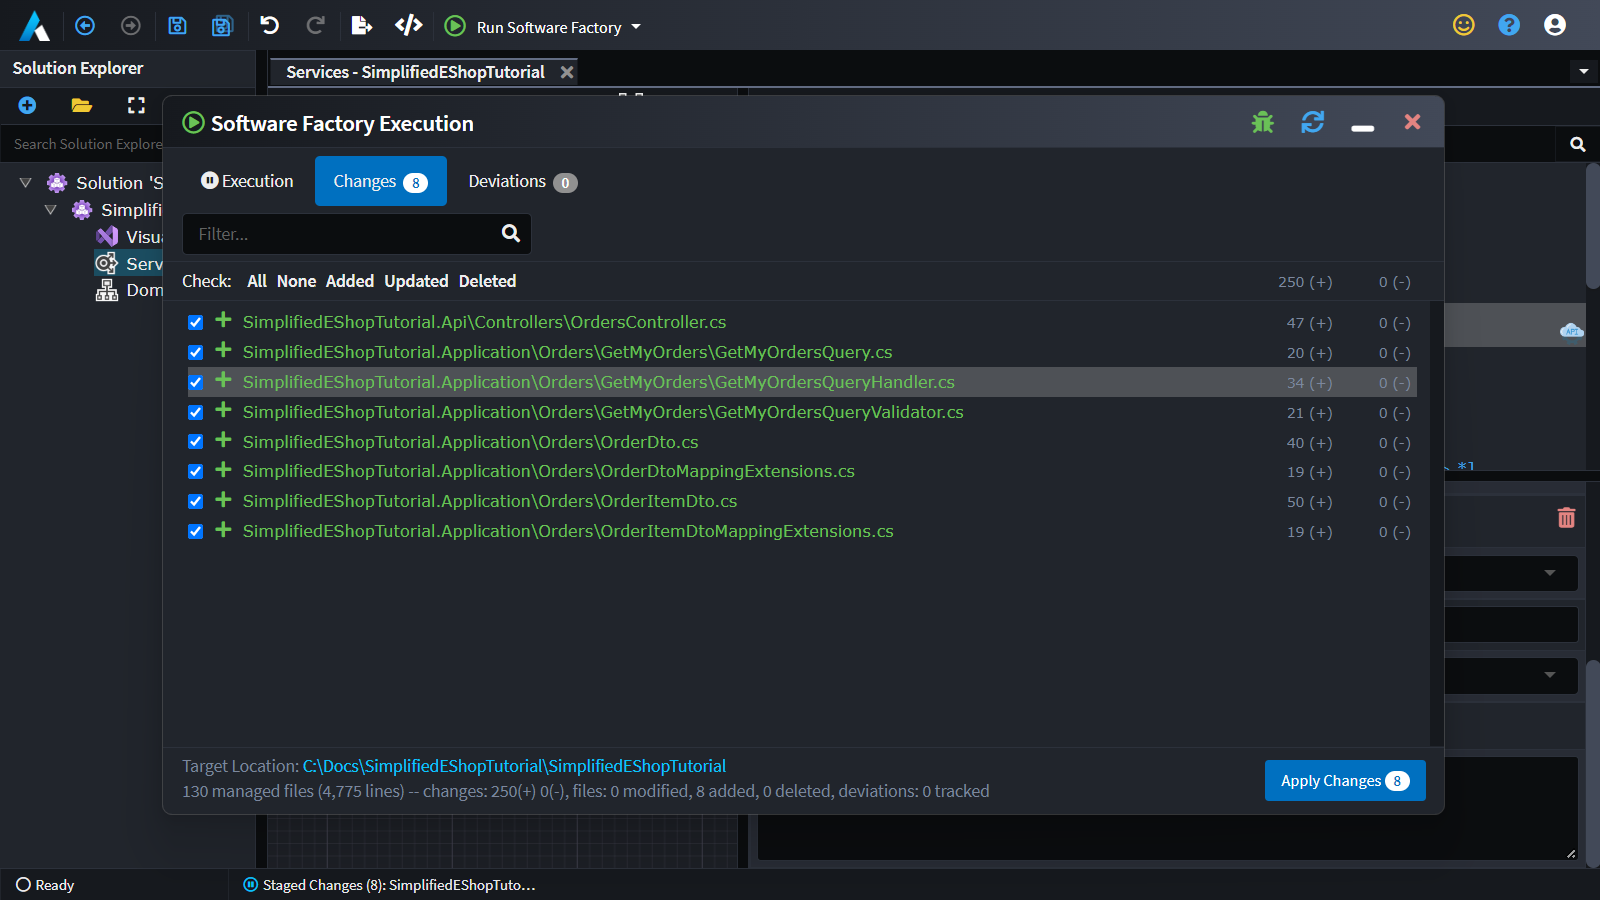 Run Software Factory
Solution Explorer
Services - SimplifiedEShopTutorial
Search Solution Explore
Software Factory Execution
Execution
Changes 8
Deviations 0
Filter...
Solution 'S
Simplifi
Visua
Serv
Dom
Check: All None Added Updated Deleted 250 (+) 0 (-)
SimplifiedEShopTutorial.Api\Controllers\OrdersController.cs 47 (+) 0 (-)
SimplifiedEShopTutorial.Application\Orders\GetMyOrders\GetMyOrdersQuery.cs 20 (+) 0 (-)
SimplifiedEShopTutorial.Application\Orders\GetMyOrders\GetMyOrdersQueryHandler.cs 34 (+) 0 (-)
SimplifiedEShopTutorial.Application\Orders\GetMyOrders\GetMyOrdersQueryValidator.cs 21 (+) 0 (-)
SimplifiedEShopTutorial.Application\Orders\OrderDto.cs 40 (+) 0 (-)
SimplifiedEShopTutorial.Application\Orders\OrderDtoMappingExtensions.cs 19 (+) 0 (-)
SimplifiedEShopTutorial.Application\Orders\OrderItemDto.cs 50 (+) 0 (-)
SimplifiedEShopTutorial.Application\Orders\OrderItemDtoMappingExtensions.cs 19 (+) 0 (-)
API
*]
Target Location: C:\Docs\SimplifiedEShopTutorial\SimplifiedEShopTutorial
130 managed files (4,775 lines) -- changes: 250(+) 0(-), files: 0 modified, 8 added, 0 deleted, deviations: 0 tracked
Apply Changes 8
Ready
Staged Changes (8): SimplifiedEShopTuto...